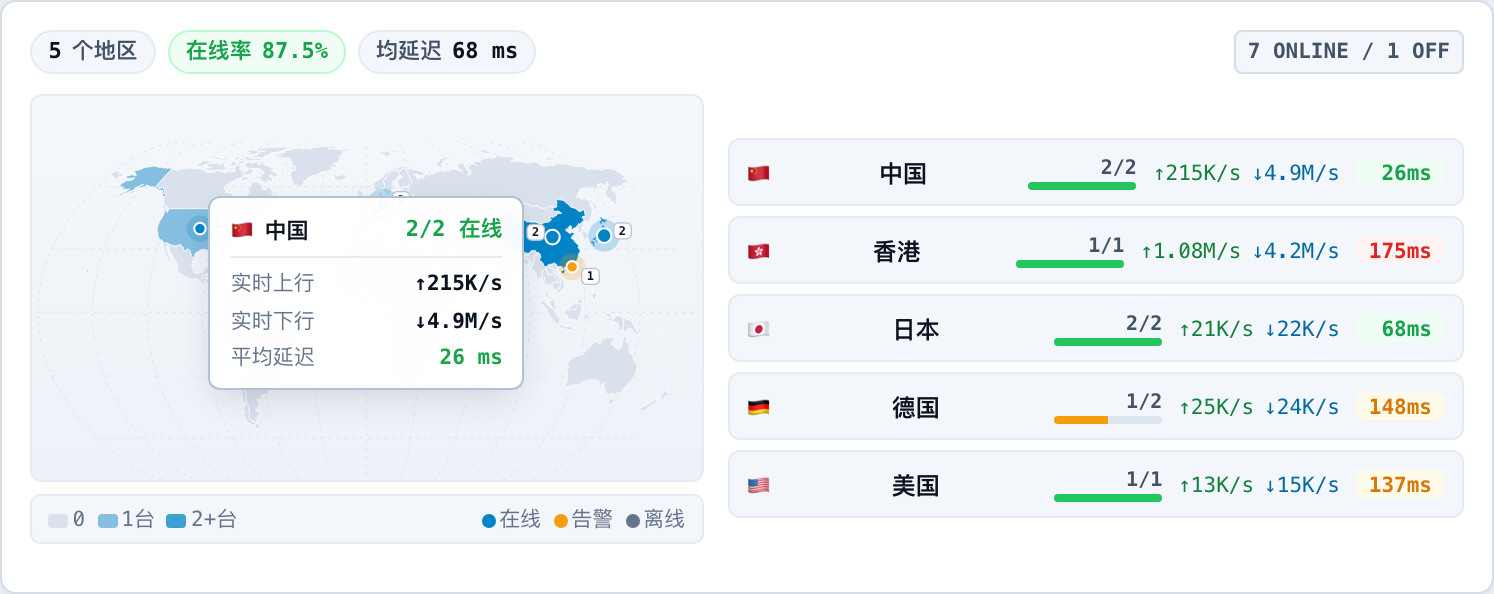 5 个地区 在线率 87.5% 均延迟 68 ms 7 ONLINE / 1 OFF
中国 2/2 在线
实时上行 ↑215K/s
实时下行 ↓4.9M/s
平均延迟 26 ms
2
2
1
0 1台 2+台 在线 告警 离线
中国 2/2 ↑215K/s ↓4.9M/s 26ms
香港 1/1 ↑1.08M/s ↓4.2M/s 175ms
日本 2/2 ↑21K/s ↓22K/s 68ms
德国 1/2 ↑25K/s ↓24K/s 148ms
美国 1/1 ↑13K/s ↓15K/s 137ms